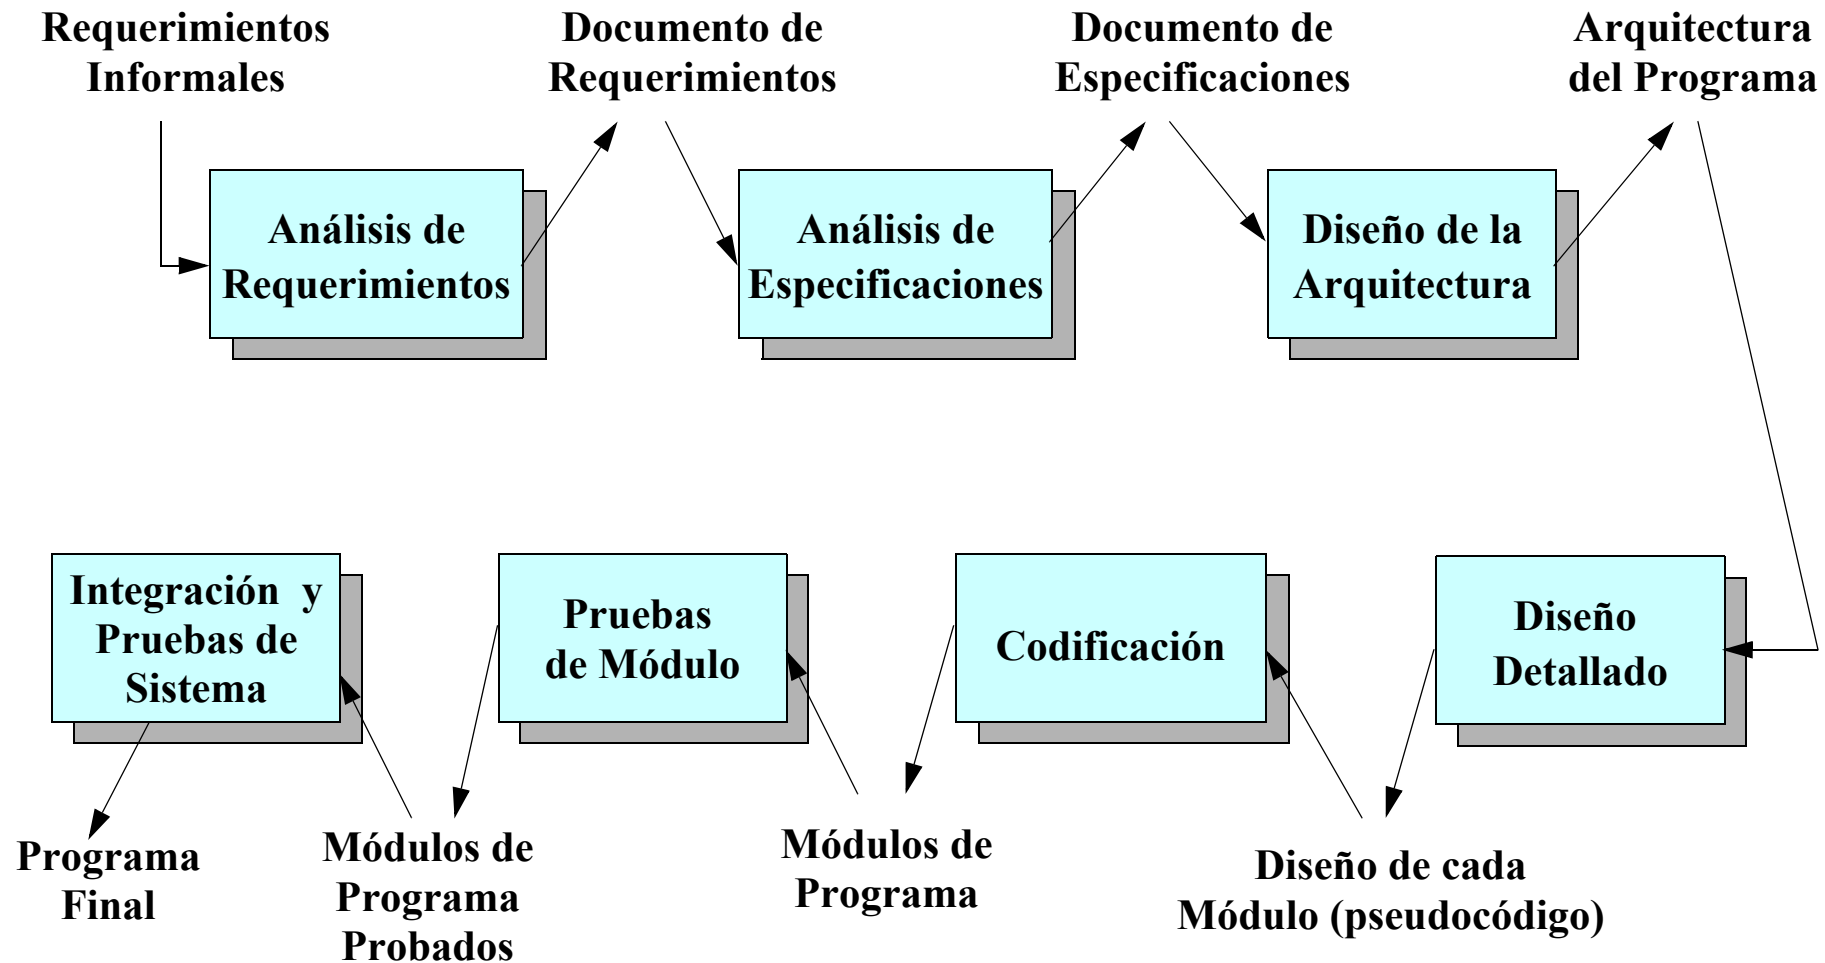 Requerimientos
Informales
Documento de
Requerimientos
Documento de
Especificaciones
Arquitectura
del Programa
Análisis de
Requerimientos
Análisis de
Especificaciones
Diseño de la
Arquitectura
Integración y
Pruebas de
Sistema
Pruebas
de Módulo
Codificación
Diseño
Detallado
Programa
Final
Módulos de
Programa
Probados
Módulos de
Programa
Diseño de cada
Módulo (pseudocódigo)